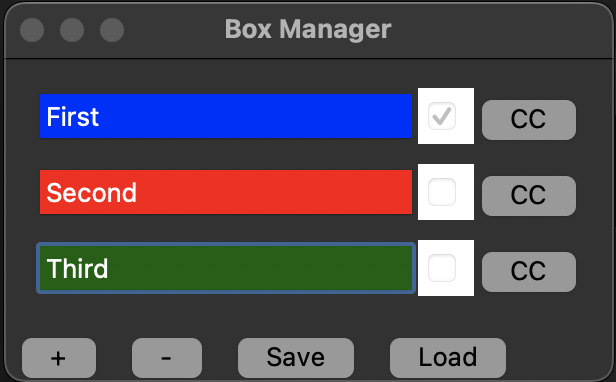 Box Manager
First CC
Second CC
Third CC
+ - Save Load